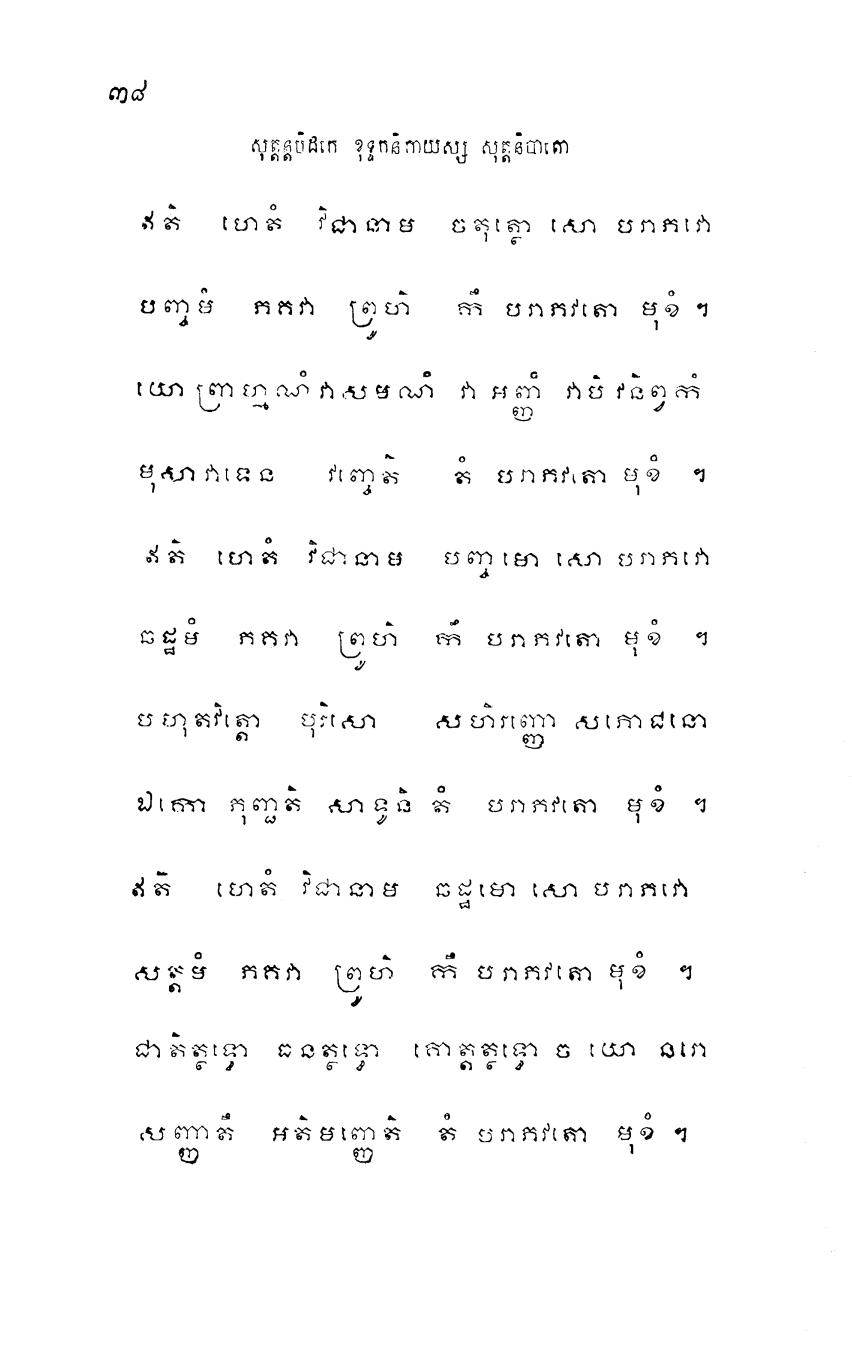 ៣៨
សុត្តន្តបិដកេ ខុទ្ទកនិកាយស្ស សុត្តនិបាតោ
ឥតិ ហេតំ វិជានាម ចតុត្ថោ សោ បរាភវោ
បញ្ចមំ ភគវា ព្រូហិ កឹ បរាភវតោ មុខំ ។
យោ ព្រាហ្មណំ វា សមណំ វា អញ្ញំ វាបិ វនិព្វកំ
មុសាវាទេន វញ្ចេតិ តំ បរាភវតោ មុខំ ។
ឥតិ ហេតំ វិជានាម បញ្ចមោ សោ បរាភវោ
ឆដ្ឋមំ ភគវា ព្រូហិ កឹ បរាភវតោ មុខំ ។
បហុតវិត្តោ បុរិសោ សហិរញ្ញោ សភោជនោ
ឯកោ ភុញ្ជតិ សាទូនិ តំ បរាភវតោ មុខំ ។
ឥតិ ហេតំ វិជានាម ឆដ្ឋមោ សោ បរាភវោ
សត្តមំ ភគវា ព្រូហិ កឹ បរាភវតោ មុខំ ។
ជាតិត្ថទ្ធោ ធនត្ថទ្ធោ គោត្តត្ថទ្ធោ ច យោ នរោ
សញ្ញាតឹ អតិមញ្ញេតិ តំ បរាភវតោ មុខំ ។